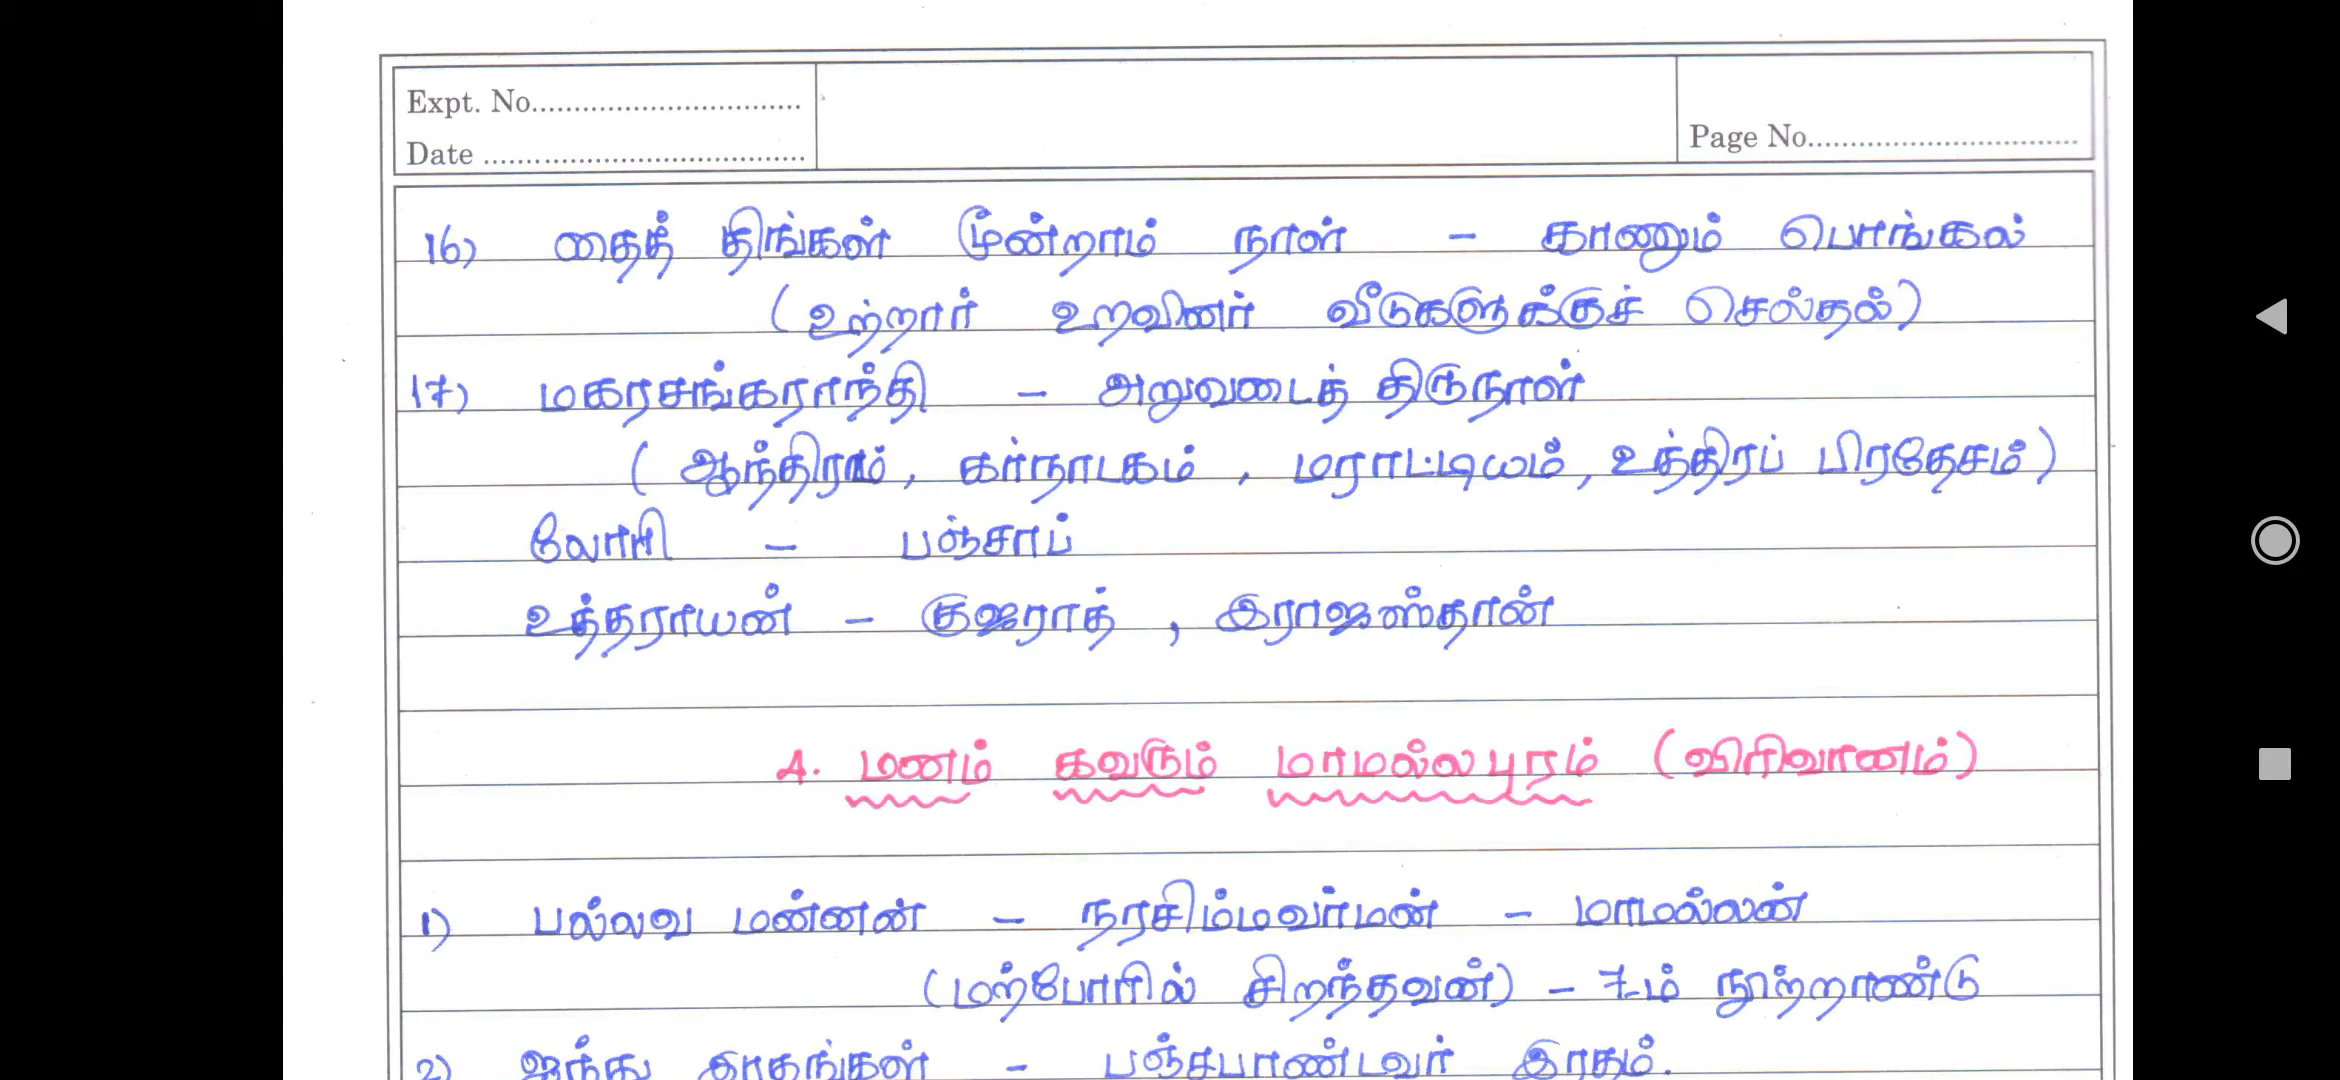 Expt. No................................
Date ......................................
Page No................................
16) தைத் திங்கள் மூன்றாம் நாள் - காணும் பொங்கல்
(உற்றார் உறவினர் வீடுகளுக்குச் செல்தல்)
17) மகரசங்கராந்தி - அறுவடைத் திருநாள்
(ஆந்திரம், கர்நாடகம், மராட்டியம், உத்திரப் பிரதேசம்)
லோரி - பஞ்சாப்
உத்தராயன் - குஜராத், இராஜஸ்தான்
4. மனம் கவரும் மாமல்லபுரம் (விரிவானம்)
1) பல்லவ மன்னன் - நரசிம்மவர்மன் - மாமல்லன்
(மற்போரில் சிறந்தவன்) - 7-ம் நூற்றாண்டு
2) ஐந்து இரதங்கள் - பஞ்சபாண்டவர் இரதம்.